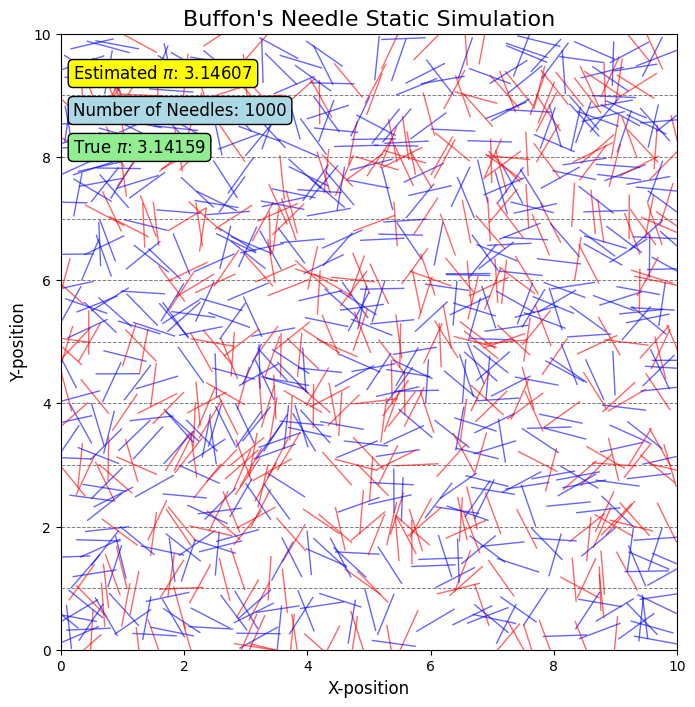 Buffon's Needle Static Simulation
Estimated π: 3.14607
Number of Needles: 1000
True π: 3.14159
Y-position
10
8
6
4
2
0
0 2 4 6 8 10
X-position